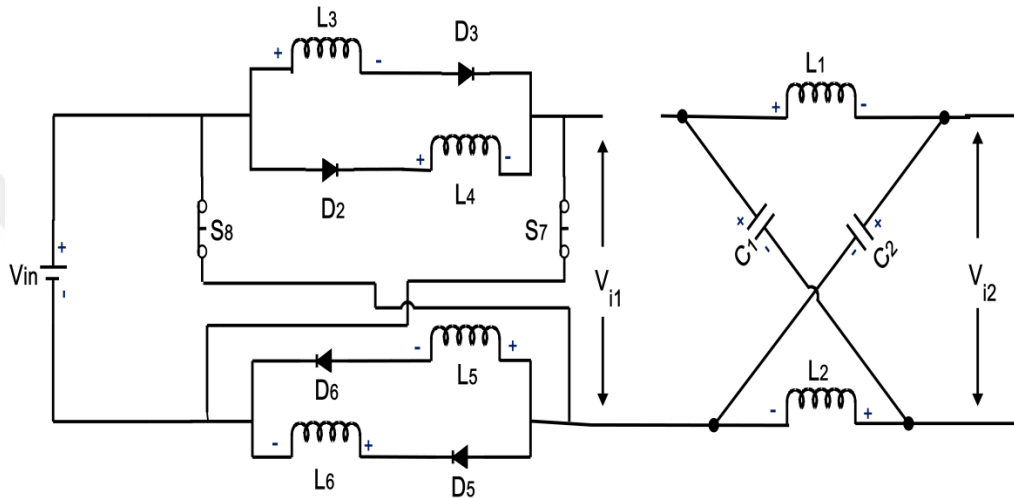 L3
D3
L1
+
-
+
-
+
-
D2
L4
S8
S7
+
Vin
-
C1
×
-
C2
×
-
Vi1
Vi2
-
+
D6
L5
L2
-
+
-
+
L6
D5